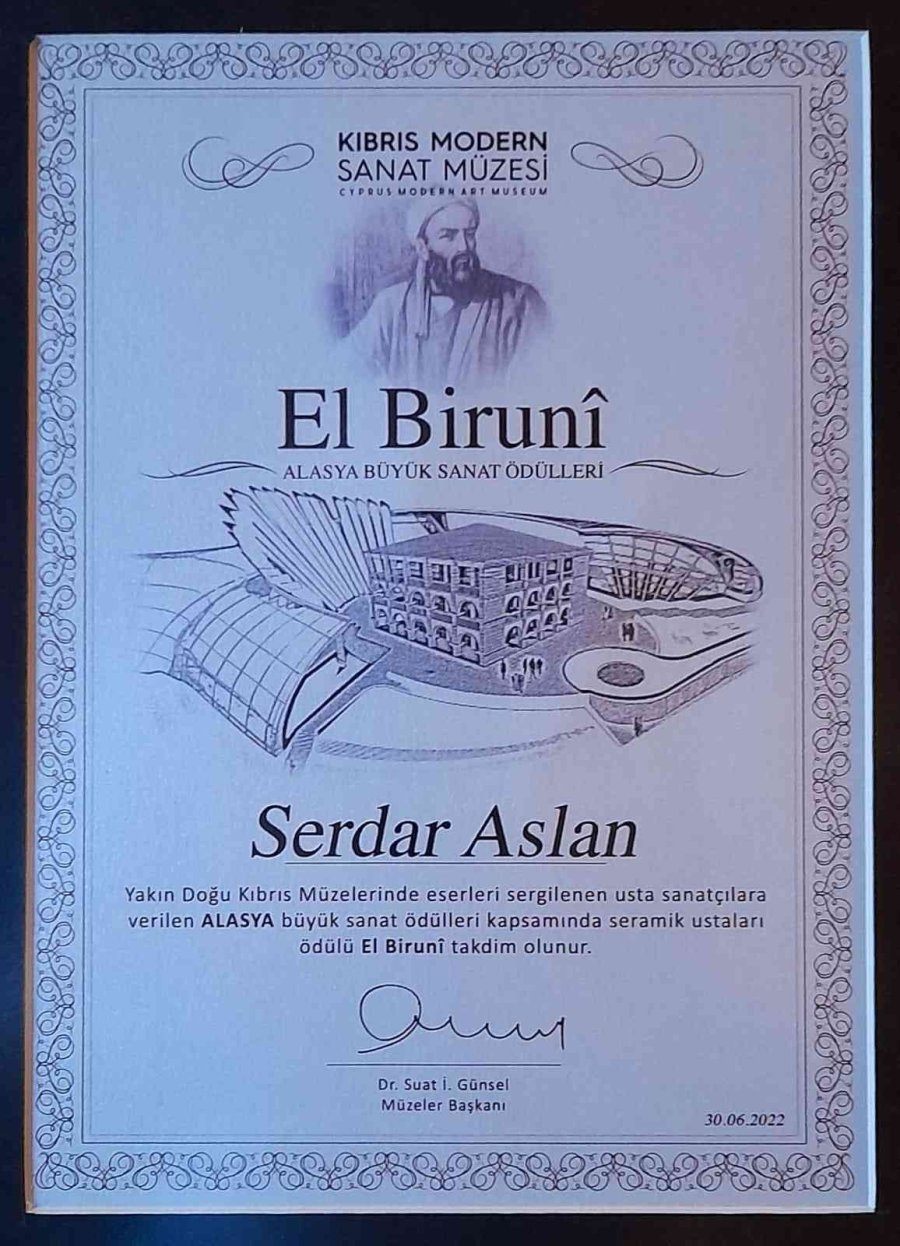 KIBRIS MODERN
SANAT MÜZESİ
CYPRUS MODERN ART MUSEUM
El Birunî
ALASYA BÜYÜK SANAT ÖDÜLLERİ
Serdar Aslan
Yakın Doğu Kıbrıs Müzelerinde eserleri sergilenen usta sanatçılara
verilen ALASYA büyük sanat ödülleri kapsamında seramik ustaları
ödülü El Birunî takdim olunur.
Dr. Suat İ. Günsel
Müzeler Başkanı
30.06.2022